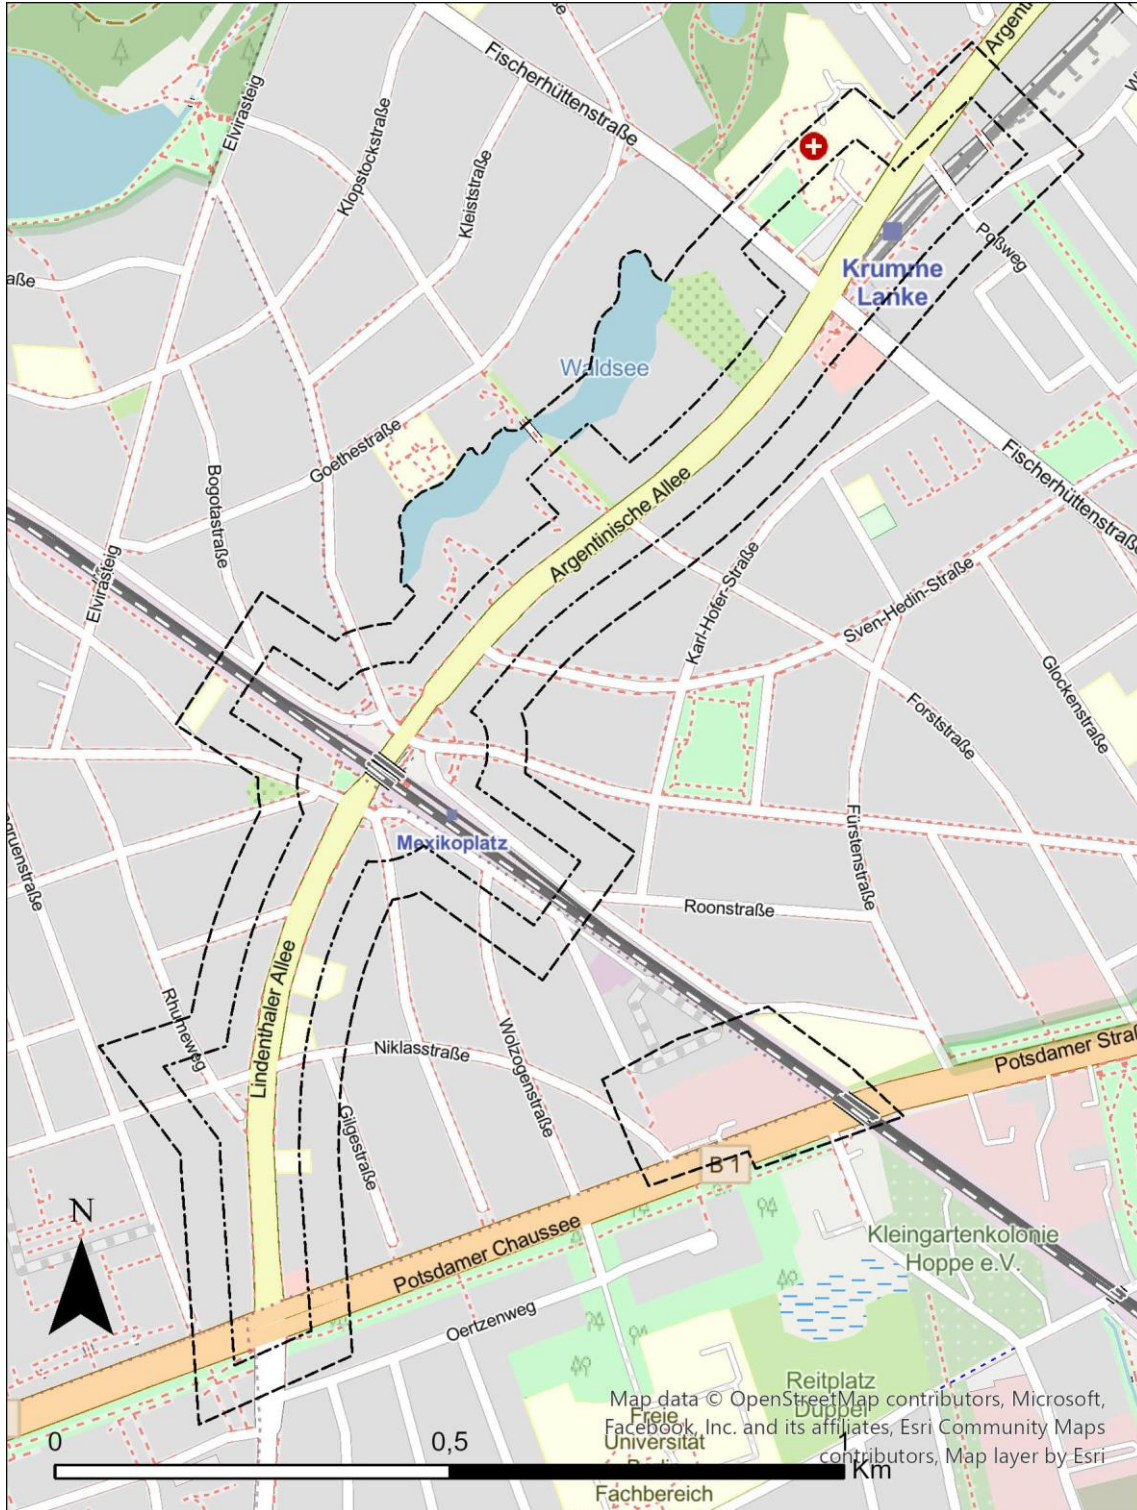 Argentinische
Elvirasteig
Fischerhüttenstraße
Klopstockstraße
Kleiststraße
Poßweg
Krumme
Lanke
aße
Waldsee
Goethestraße
Bogotastraße
Fischerhüttenstraße
Argentinische Allee
Elvirasteig
Karl-Hofer-Straße
Sven-Hedin-Straße
Glockenstraße
Forststraße
Mexikoplatz
Fürstenstraße
Roonstraße
Lindenthaler Allee
Rhumeweg
Niklasstraße
Wolzogenstraße
Gilgestraße
Potsdamer Straß
B 1
N
Potsdamer Chaussee
Kleingartenkolonie
Hoppe e.V.
Oertzenweg
Reitplatz
Düppel
Map data © OpenStreetMap contributors, Microsoft,
Facebook, Inc. and its affiliates, Esri Community Maps
contributors, Map layer by Esri
Freie
Universität
Berlin
Fachbereich
0
0,5
1
Km